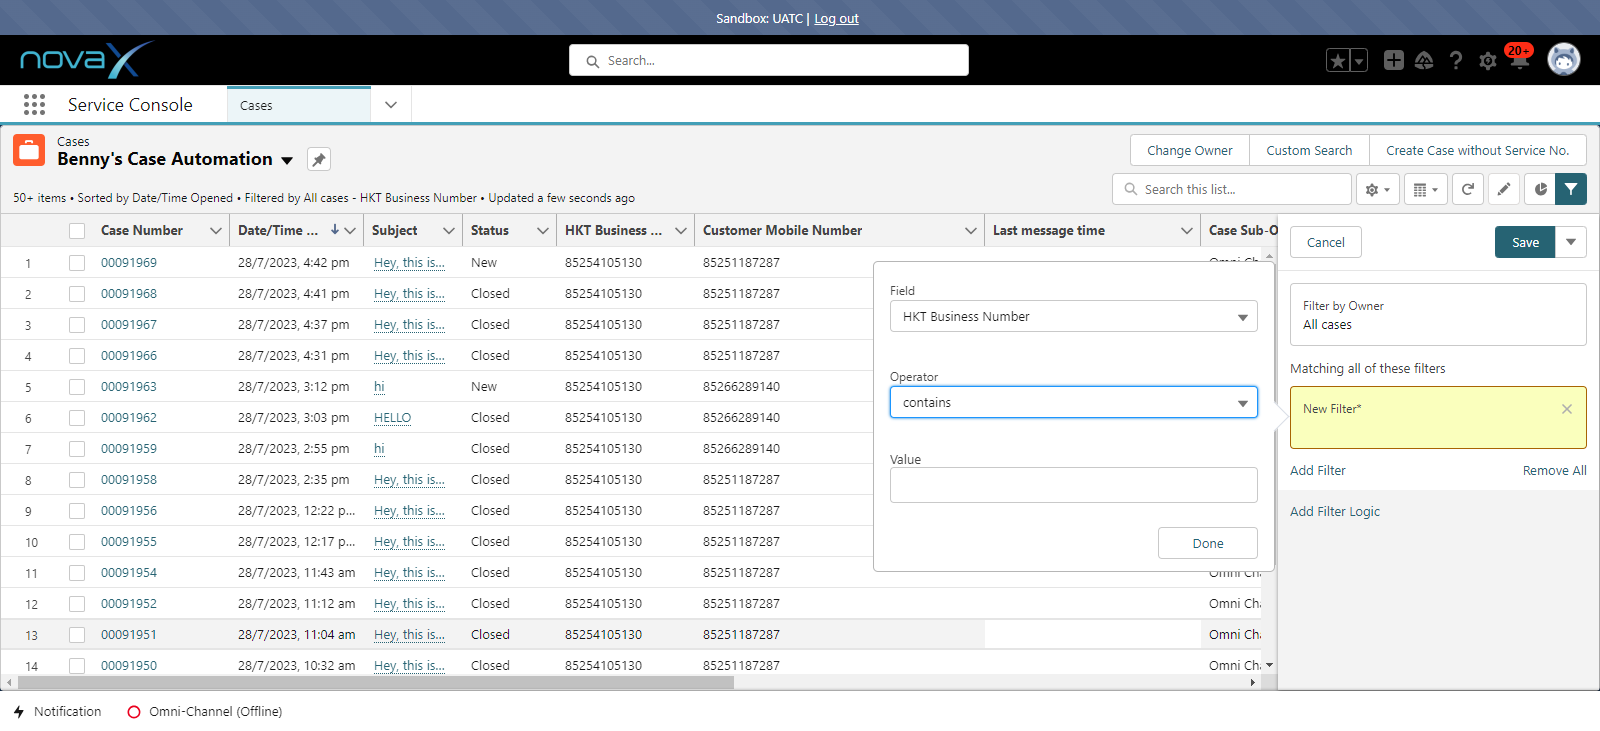 Sandbox: UATC | Log out
novaX
Search...
20+
Service Console
Cases
Cases
Benny's Case Automation
Change Owner
Custom Search
Create Case without Service No.
50+ items • Sorted by Date/Time Opened • Filtered by All cases - HKT Business Number • Updated a few seconds ago
Search this list...
Case Number Date/Time ... Subject Status HKT Business ... Customer Mobile Number Last message time Case Sub-O
1 00091969 28/7/2023, 4:42 pm Hey, this is... New 85254105130 85251187287 Omni Ch
2 00091968 28/7/2023, 4:41 pm Hey, this is... Closed 85254105130 85251187287
3 00091967 28/7/2023, 4:37 pm Hey, this is... Closed 85254105130 85251187287
4 00091966 28/7/2023, 4:31 pm Hey, this is... Closed 85254105130 85251187287
5 00091963 28/7/2023, 3:12 pm hi New 85254105130 85266289140
6 00091962 28/7/2023, 3:03 pm HELLO Closed 85254105130 85266289140
7 00091959 28/7/2023, 2:55 pm hi Closed 85254105130 85266289140
8 00091958 28/7/2023, 2:35 pm Hey, this is... Closed 85254105130 85251187287
9 00091956 28/7/2023, 12:22 p... Hey, this is... Closed 85254105130 85251187287
10 00091955 28/7/2023, 12:17 p... Hey, this is... Closed 85254105130 85251187287
11 00091954 28/7/2023, 11:43 am Hey, this is... Closed 85254105130 85251187287 Omni Cha
12 00091952 28/7/2023, 11:12 am Hey, this is... Closed 85254105130 85251187287 Omni Cha
13 00091951 28/7/2023, 11:04 am Hey, this is... Closed 85254105130 85251187287 Omni Cha
14 00091950 28/7/2023, 10:32 am Hey, this is... Closed 85254105130 85251187287 Omni Cha
Field
HKT Business Number
Operator
contains
Value
Done
Cancel
Save
Filter by Owner
All cases
Matching all of these filters
New Filter*
Add Filter
Remove All
Add Filter Logic
Notification
Omni-Channel (Offline)